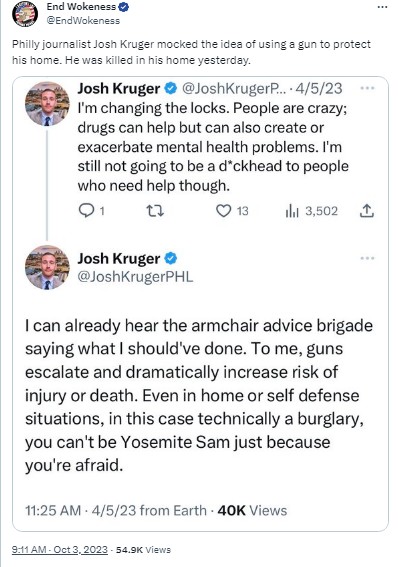 End Wokeness
@EndWokeness
Philly journalist Josh Kruger mocked the idea of using a gun to protect
his home. He was killed in his home yesterday.
Josh Kruger @JoshKrugerP... · 4/5/23
I'm changing the locks. People are crazy;
drugs can help but can also create or
exacerbate mental health problems. I'm
still not going to be a d*ckhead to people
who need help though.
1 13 3,502
Josh Kruger
@JoshKrugerPHL
I can already hear the armchair advice brigade
saying what I should've done. To me, guns
escalate and dramatically increase risk of
injury or death. Even in home or self defense
situations, in this case technically a burglary,
you can't be Yosemite Sam just because
you're afraid.
11:25 AM · 4/5/23 from Earth · 40K Views
9:11 AM · Oct 3, 2023 · 54.9K Views